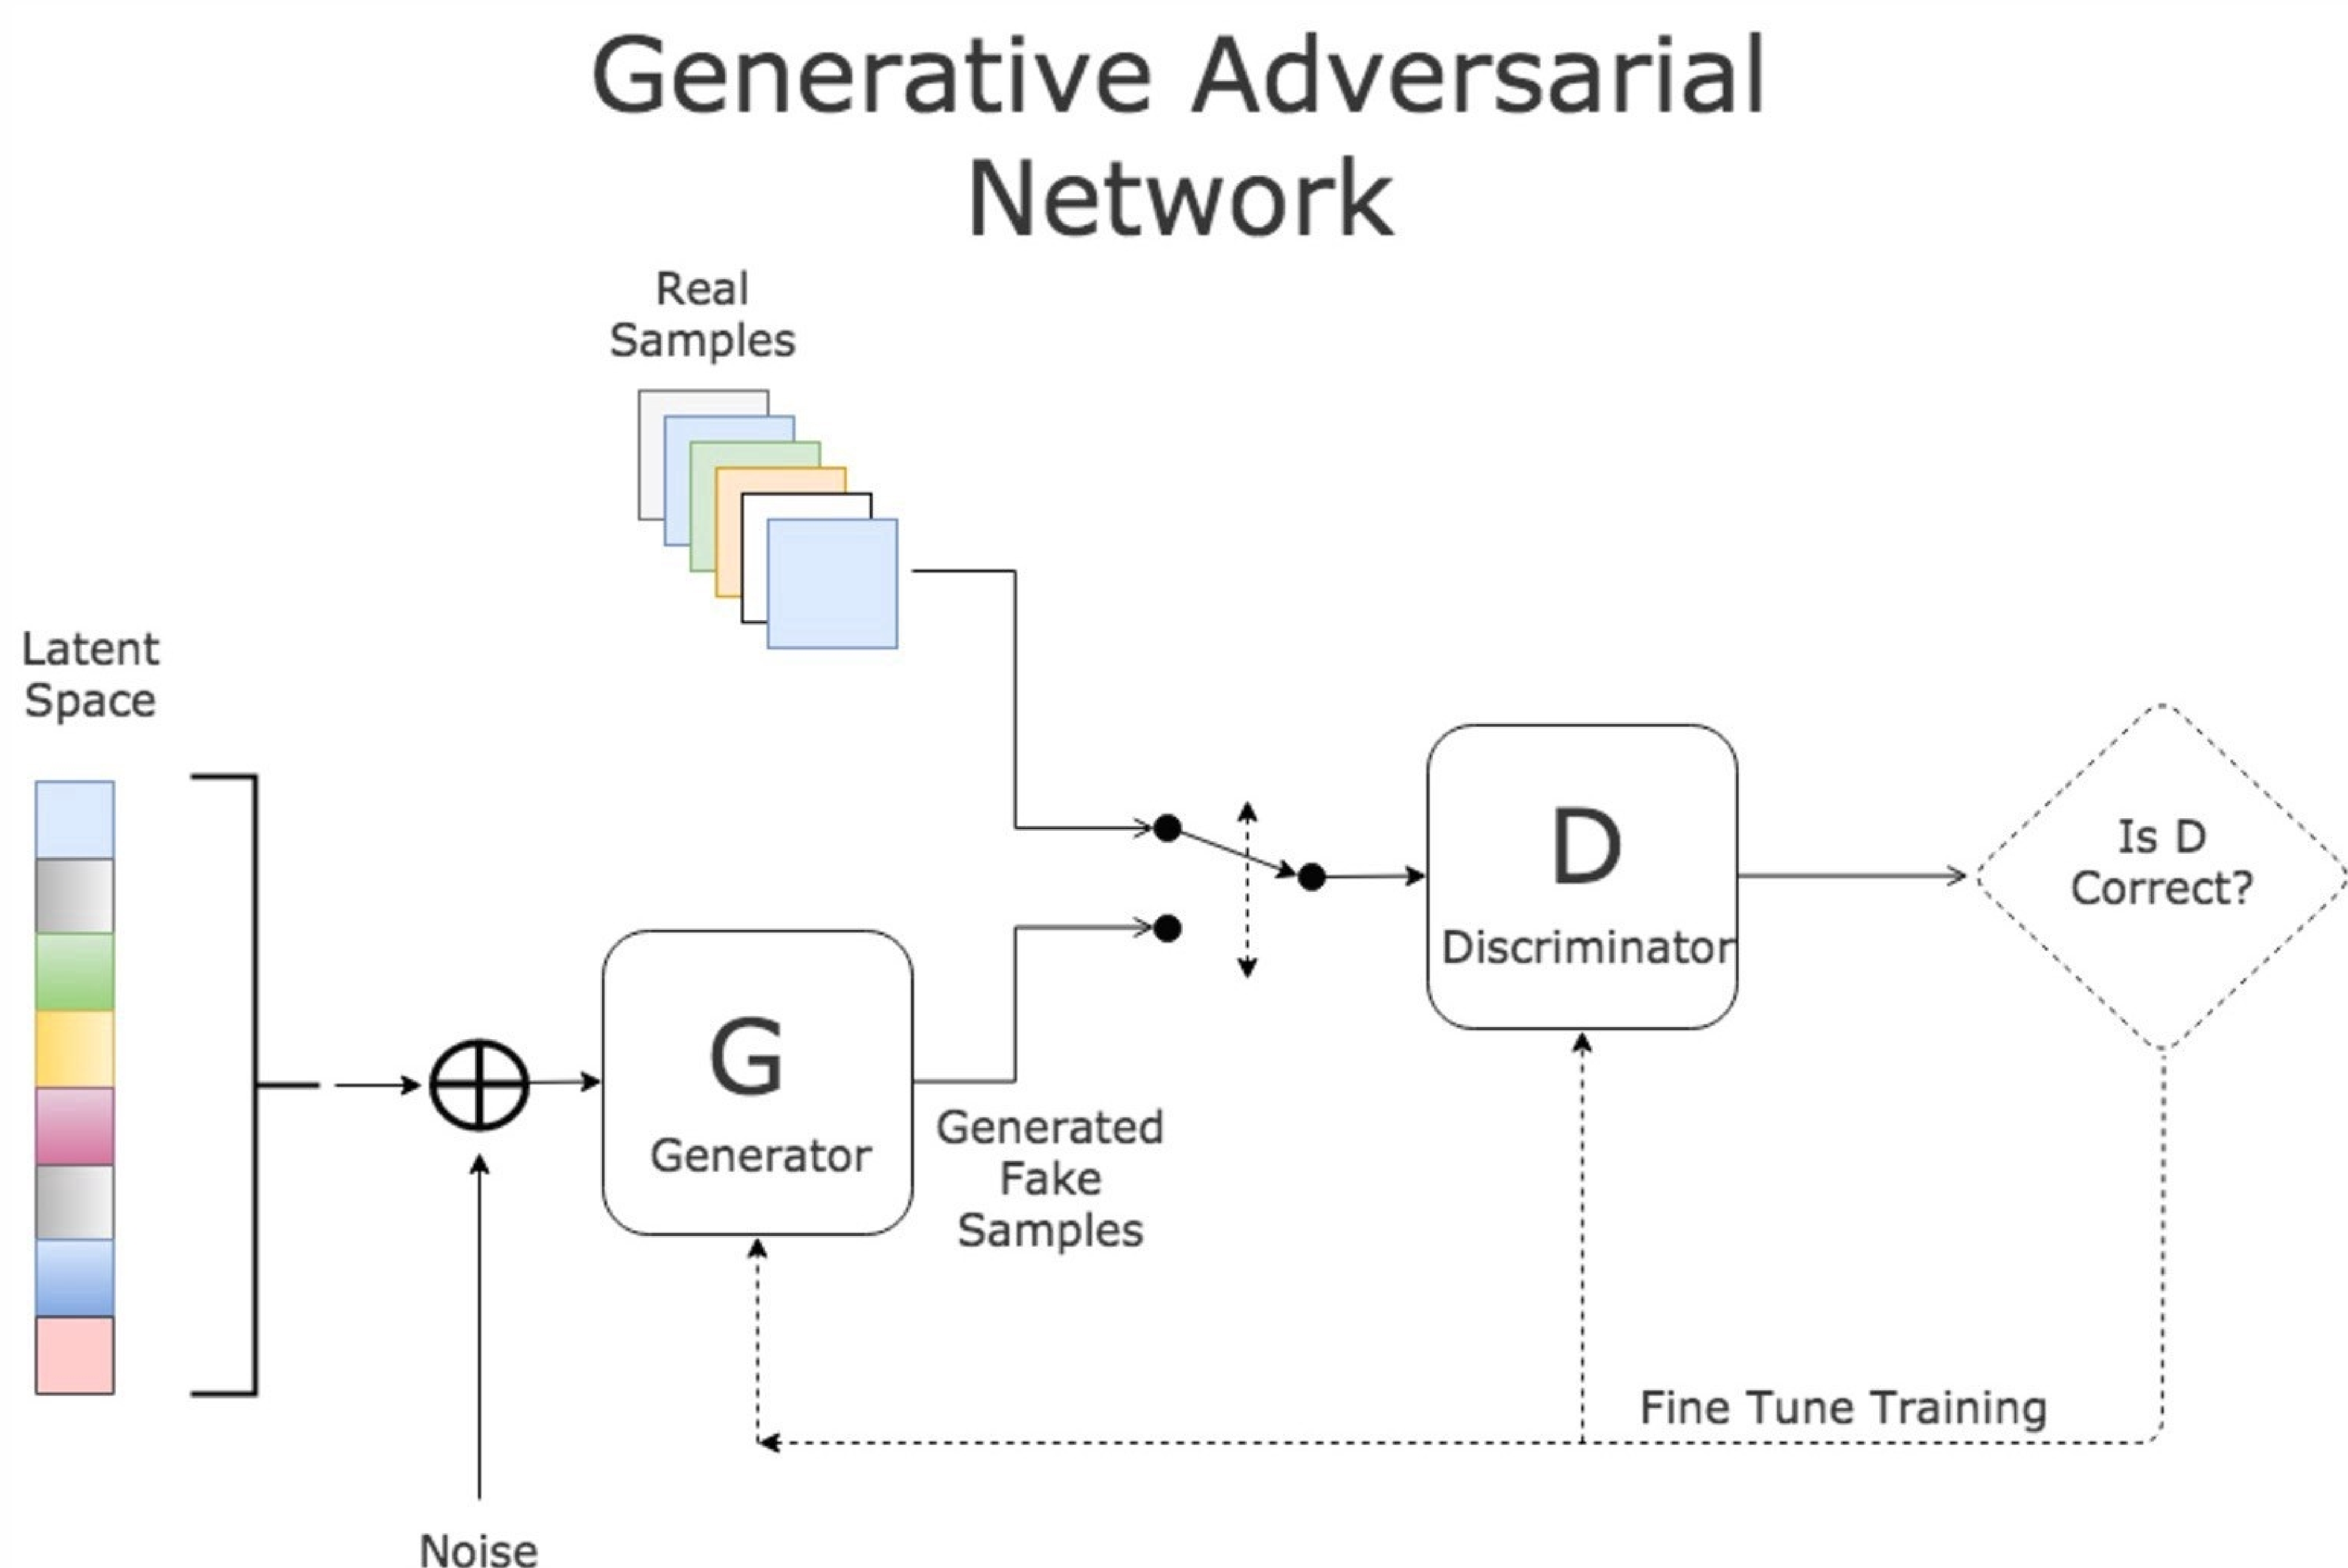 Generative Adversarial
Network
Real
Samples
Latent
Space
D
Discriminator
Is D
Correct?
G
Generator
Generated
Fake
Samples
Fine Tune Training
Noise